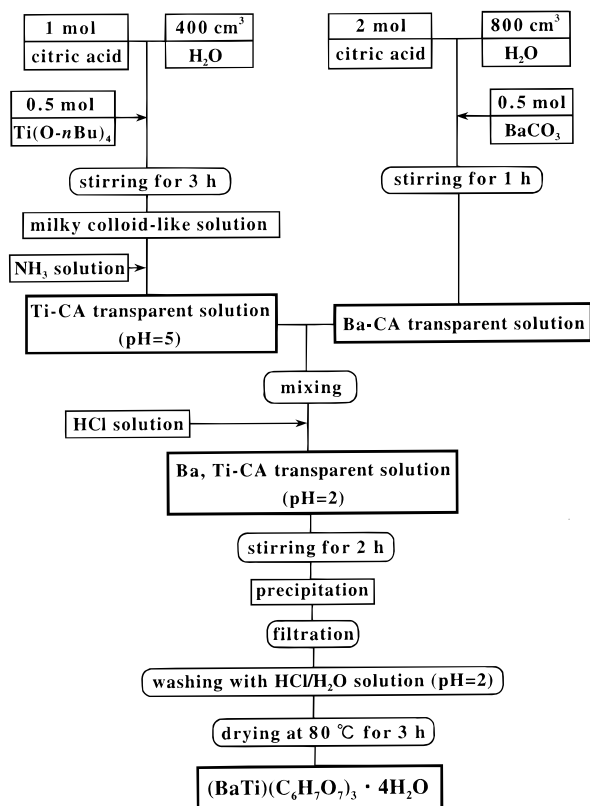 1 mol
citric acid
400 cm³
H₂O
0.5 mol
Ti(O-nBu)₄
stirring for 3 h
milky colloid-like solution
NH₃ solution
Ti-CA transparent solution
(pH=5)
2 mol
citric acid
800 cm³
H₂O
0.5 mol
BaCO₃
stirring for 1 h
Ba-CA transparent solution
mixing
HCl solution
Ba, Ti-CA transparent solution
(pH=2)
stirring for 2 h
precipitation
filtration
washing with HCl/H₂O solution (pH=2)
drying at 80 ℃ for 3 h
(BaTi)(C₆H₇O₇)₃ · 4H₂O